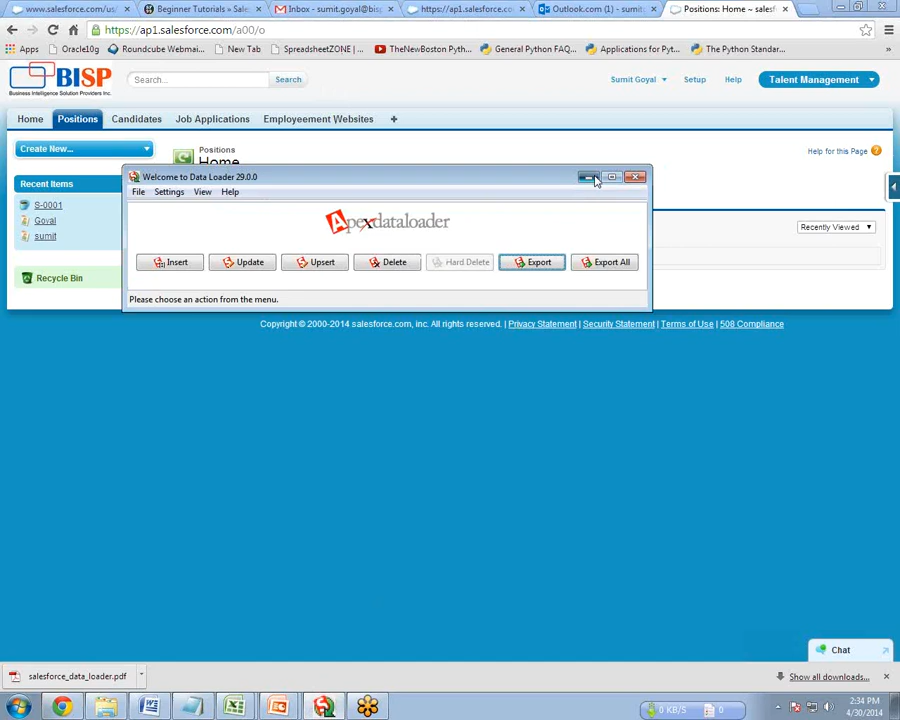 www.salesforce.com/us/
Beginner Tutorials » Sales
Inbox - sumit.goyal@bisp
https://ap1.salesforce.co
Outlook.com (1) - sumit
Positions: Home ~ salesf
https://ap1.salesforce.com/a00/o
Apps
Oracle10g
Roundcube Webmai...
New Tab
SpreadsheetZONE |...
TheNewBoston Pyth...
General Python FAQ...
Applications for Pyt...
The Python Standar...
»
BISP
Business Intelligence Solution Providers Inc.
Search...
Search
Sumit Goyal
Setup
Help
Talent Management
Home
Positions
Candidates
Job Applications
Employeement Websites
+
Create New...
Positions
Home
Help for this Page
Recent Items
S-0001
Goyal
sumit
Recycle Bin
Recently Viewed
Welcome to Data Loader 29.0.0
File
Settings
View
Help
Apexdataloader
Insert
Update
Upsert
Delete
Hard Delete
Export
Export All
Please choose an action from the menu.
Copyright © 2000-2014 salesforce.com, inc. All rights reserved. | Privacy Statement | Security Statement | Terms of Use | 508 Compliance
Chat
salesforce_data_loader.pdf
Show all downloads...
0 KB/S
0
2:34 PM
4/30/2014